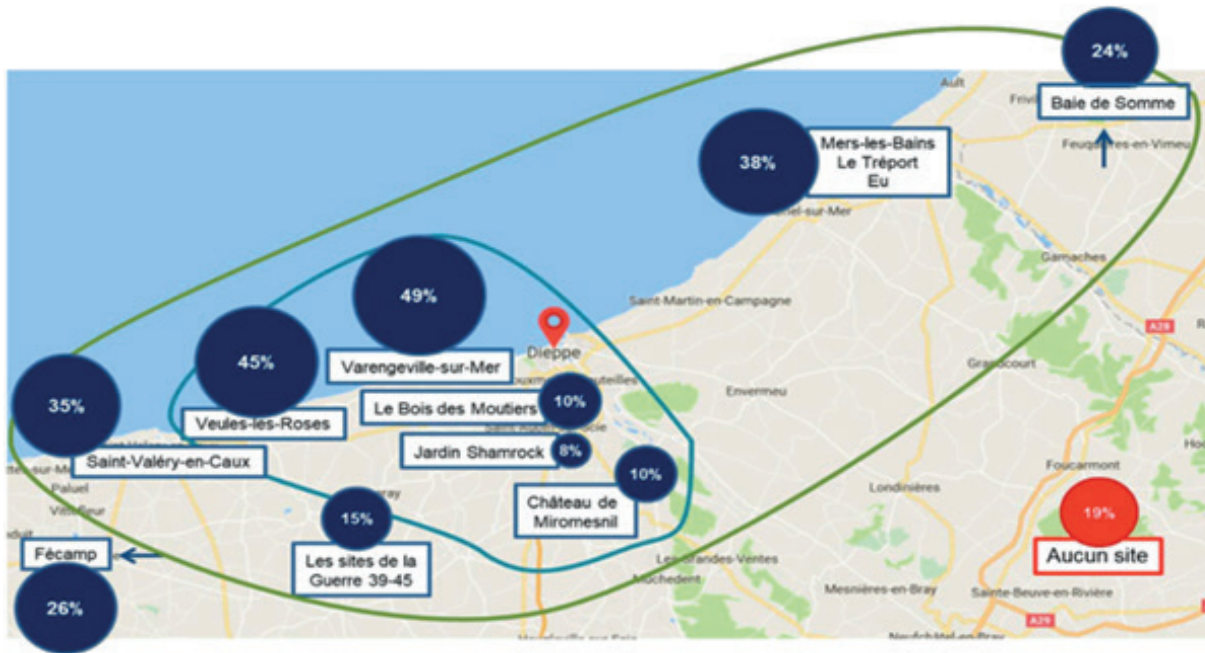 24%
Baie de Somme
Ault
Feuquières-en-Vimeu
38%
Mers-les-Bains
Le Tréport
Eu
Gamaches
49%
Varengeville-sur-Mer
Saint-Martin-en-Campagne
Dieppe
A28
45%
Veules-les-Roses
Grandcourt
35%
Saint-Valéry-en-Caux
Le Bois des Moutiers
10%
Envermeu
Jardin Shamrock
8%
10%
Château de
Miromesnil
Foucarmont
Londinières
Paluel
15%
Les sites de la
Guerre 39-45
19%
Aucun site
Fécamp
26%
Les-Grandes-Ventes
Muchedent
Mesnières-en-Bray
Sainte-Beuve-en-Rivière
A29